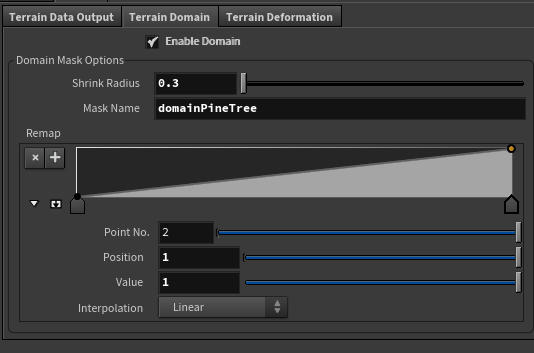 Terrain Data Output Terrain Domain Terrain Deformation
Enable Domain
Domain Mask Options
Shrink Radius 0.3
Mask Name domainPineTree
Remap
Point No. 2
Position 1
Value 1
Interpolation Linear